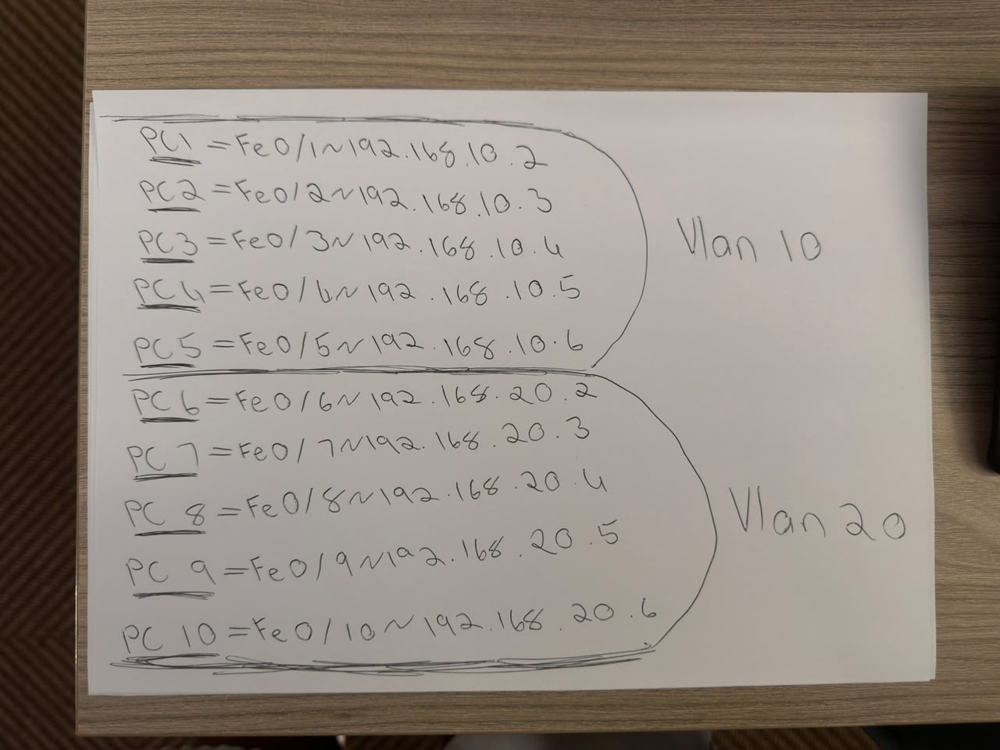 PC1 = Fe0/1~192.168.10.2
PC2 = Fe0/2~192.168.10.3
PC3 = Fe0/3~192.168.10.4
PC4 = Fe0/4~192.168.10.5
PC5 = Fe0/5~192.168.10.6
Vlan 10
PC6 = Fe0/6~192.168.20.2
PC7 = Fe0/7~192.168.20.3
PC 8 = Fe0/8~192.168.20.4
PC 9 = Fe0/9~192.168.20.5
PC 10 = Fe0/10~192.168.20.6
Vlan 20